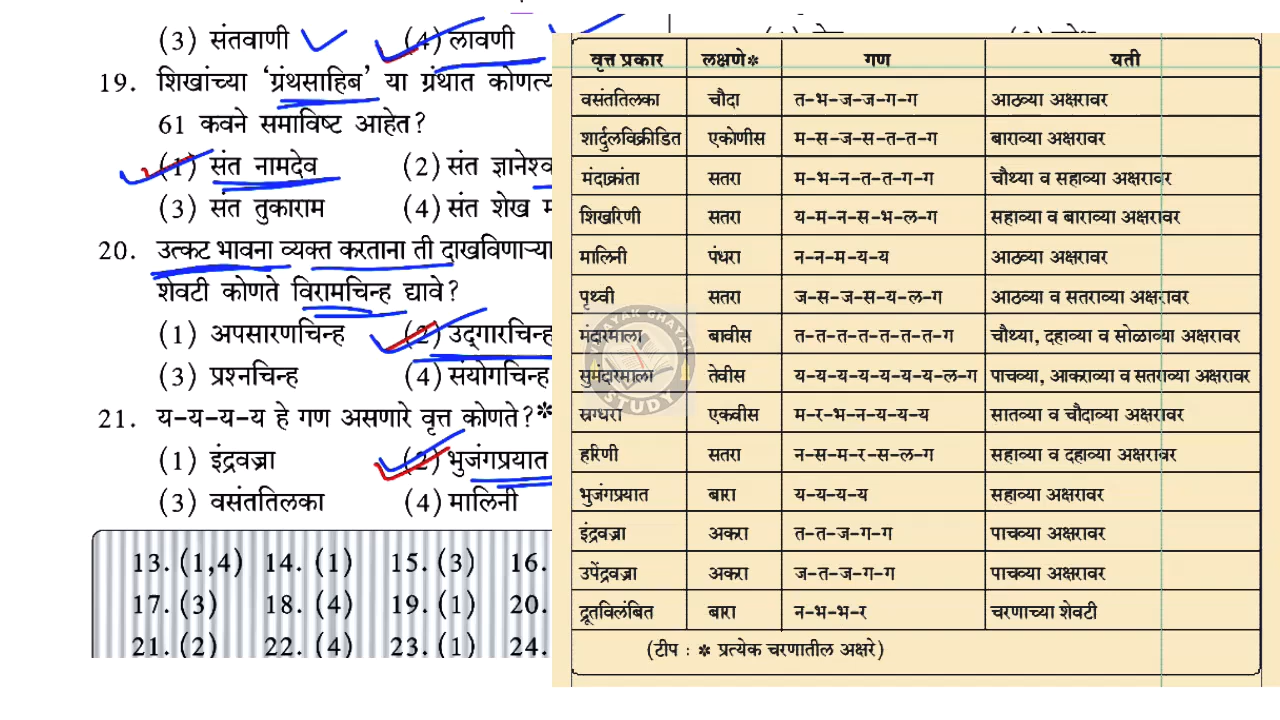 (3) संतवाणी (4) लावणी
19. शिखांच्या 'ग्रंथसाहिब' या ग्रंथात
61 कवने समाविष्ट आहेत?
(1) संत नामदेव (2) संत
(3) संत तुकाराम (4) संत शेख
20. उत्कट भावना व्यक्त करताना ती दाखविणाऱ्या
शेवटी कोणते विरामचिन्ह द्यावे?
(1) अपसारणचिन्ह (2) उद्‌गारचिन्ह
(3) प्रश्नचिन्ह (4) संयोगचिन्ह
21. य-य-य-य हे गण असणारे वृत्त कोणते?*
(1) इंद्रवज्रा (2) भुजंगप्रयात
(3) वसंततिलका (4) मालिनी
13. (1,4) 14. (1) 15. (3) 16.
17. (3) 18. (4) 19. (1) 20.
21. (2) 22. (4) 23. (1) 24.
वृत्त प्रकार लक्षणे* गण यती
वसंततिलका चौदा त-भ-ज-ज-ग-ग आठव्या अक्षरावर
शार्दुलविक्रीडित एकोणीस म-स-ज-स-त-त-ग बाराव्या अक्षरावर
मंदाक्रांता सतरा म-भ-न-त-त-ग-ग चौथ्या व सहाव्या अक्षरावर
शिखरिणी सतरा य-म-न-स-भ-ल-ग सहाव्या व बाराव्या अक्षरावर
मालिनी पंधरा न-न-म-य-य आठव्या अक्षरावर
पृथ्वी सतरा ज-स-ज-स-य-ल-ग आठव्या व सतराव्या अक्षरावर
मंदारमाला बावीस त-त-त-त-त-त-त-ग चौथ्या, दहाव्या व सोळाव्या अक्षरावर
सुमंदारमाला तेवीस य-य-य-य-य-य-य-ल-ग पाचव्या, आकराव्या व सतराव्या अक्षरावर
स्रग्धरा एकवीस म-र-भ-न-य-य-य सातव्या व चौदाव्या अक्षरावर
हरिणी सतरा न-स-म-र-स-ल-ग सहाव्या व दहाव्या अक्षरावर
भुजंगप्रयात बारा य-य-य-य सहाव्या अक्षरावर
इंद्रवज्रा अकरा त-त-ज-ग-ग पाचव्या अक्षरावर
उपेंद्रवज्रा अकरा ज-त-ज-ग-ग पाचव्या अक्षरावर
द्रूतविलंबित बारा न-भ-भ-र चरणाच्या शेवटी
(टीप : * प्रत्येक चरणातील अक्षरे)
STUDY